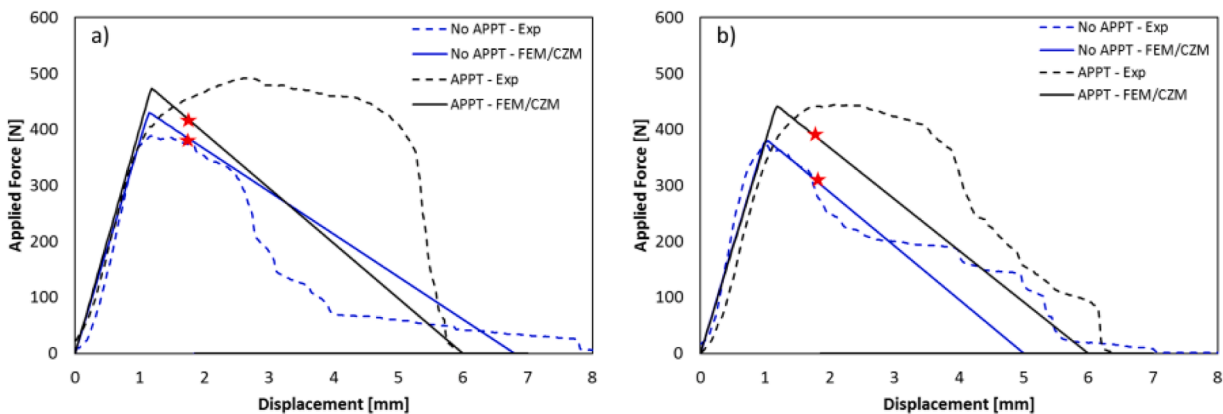 a)
No APPT - Exp
No APPT - FEM/CZM
APPT - Exp
APPT - FEM/CZM
600
500
400
300
200
100
0
Applied Force [N]
0 1 2 3 4 5 6 7 8
Displacement [mm]
b)
No APPT - Exp
No APPT - FEM/CZM
APPT - Exp
APPT - FEM/CZM
600
500
400
300
200
100
0
Applied Force [N]
0 1 2 3 4 5 6 7 8
Displacement [mm]